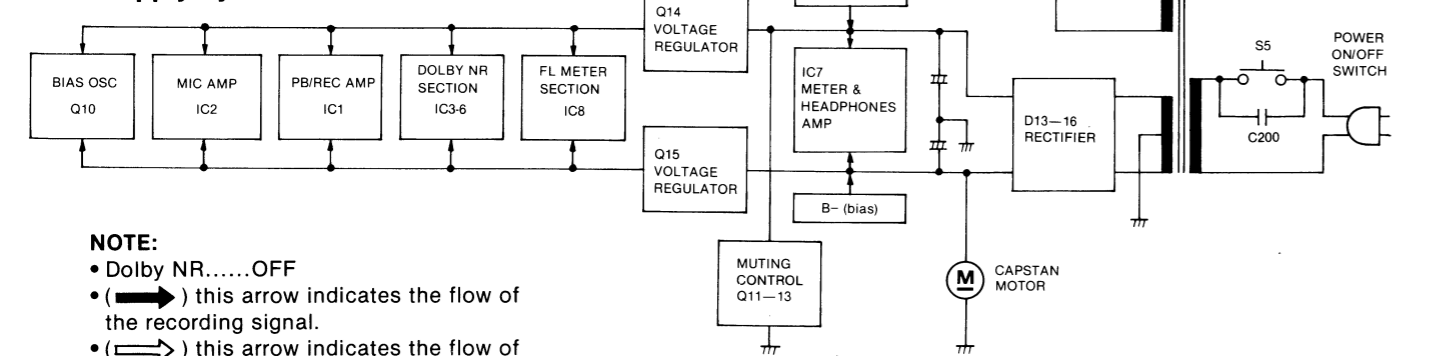 Q14
VOLTAGE
REGULATOR
BIAS OSC
Q10
MIC AMP
IC2
PB/REC AMP
IC1
DOLBY NR
SECTION
IC3-6
FL METER
SECTION
IC8
IC7
METER &
HEADPHONES
AMP
D13—16
RECTIFIER
S5
C200
POWER
ON/OFF
SWITCH
Q15
VOLTAGE
REGULATOR
B− (bias)
MUTING
CONTROL
Q11—13
M
CAPSTAN
MOTOR
NOTE:
• Dolby NR......OFF
• ( ) this arrow indicates the flow of
the recording signal.
• ( ) this arrow indicates the flow of